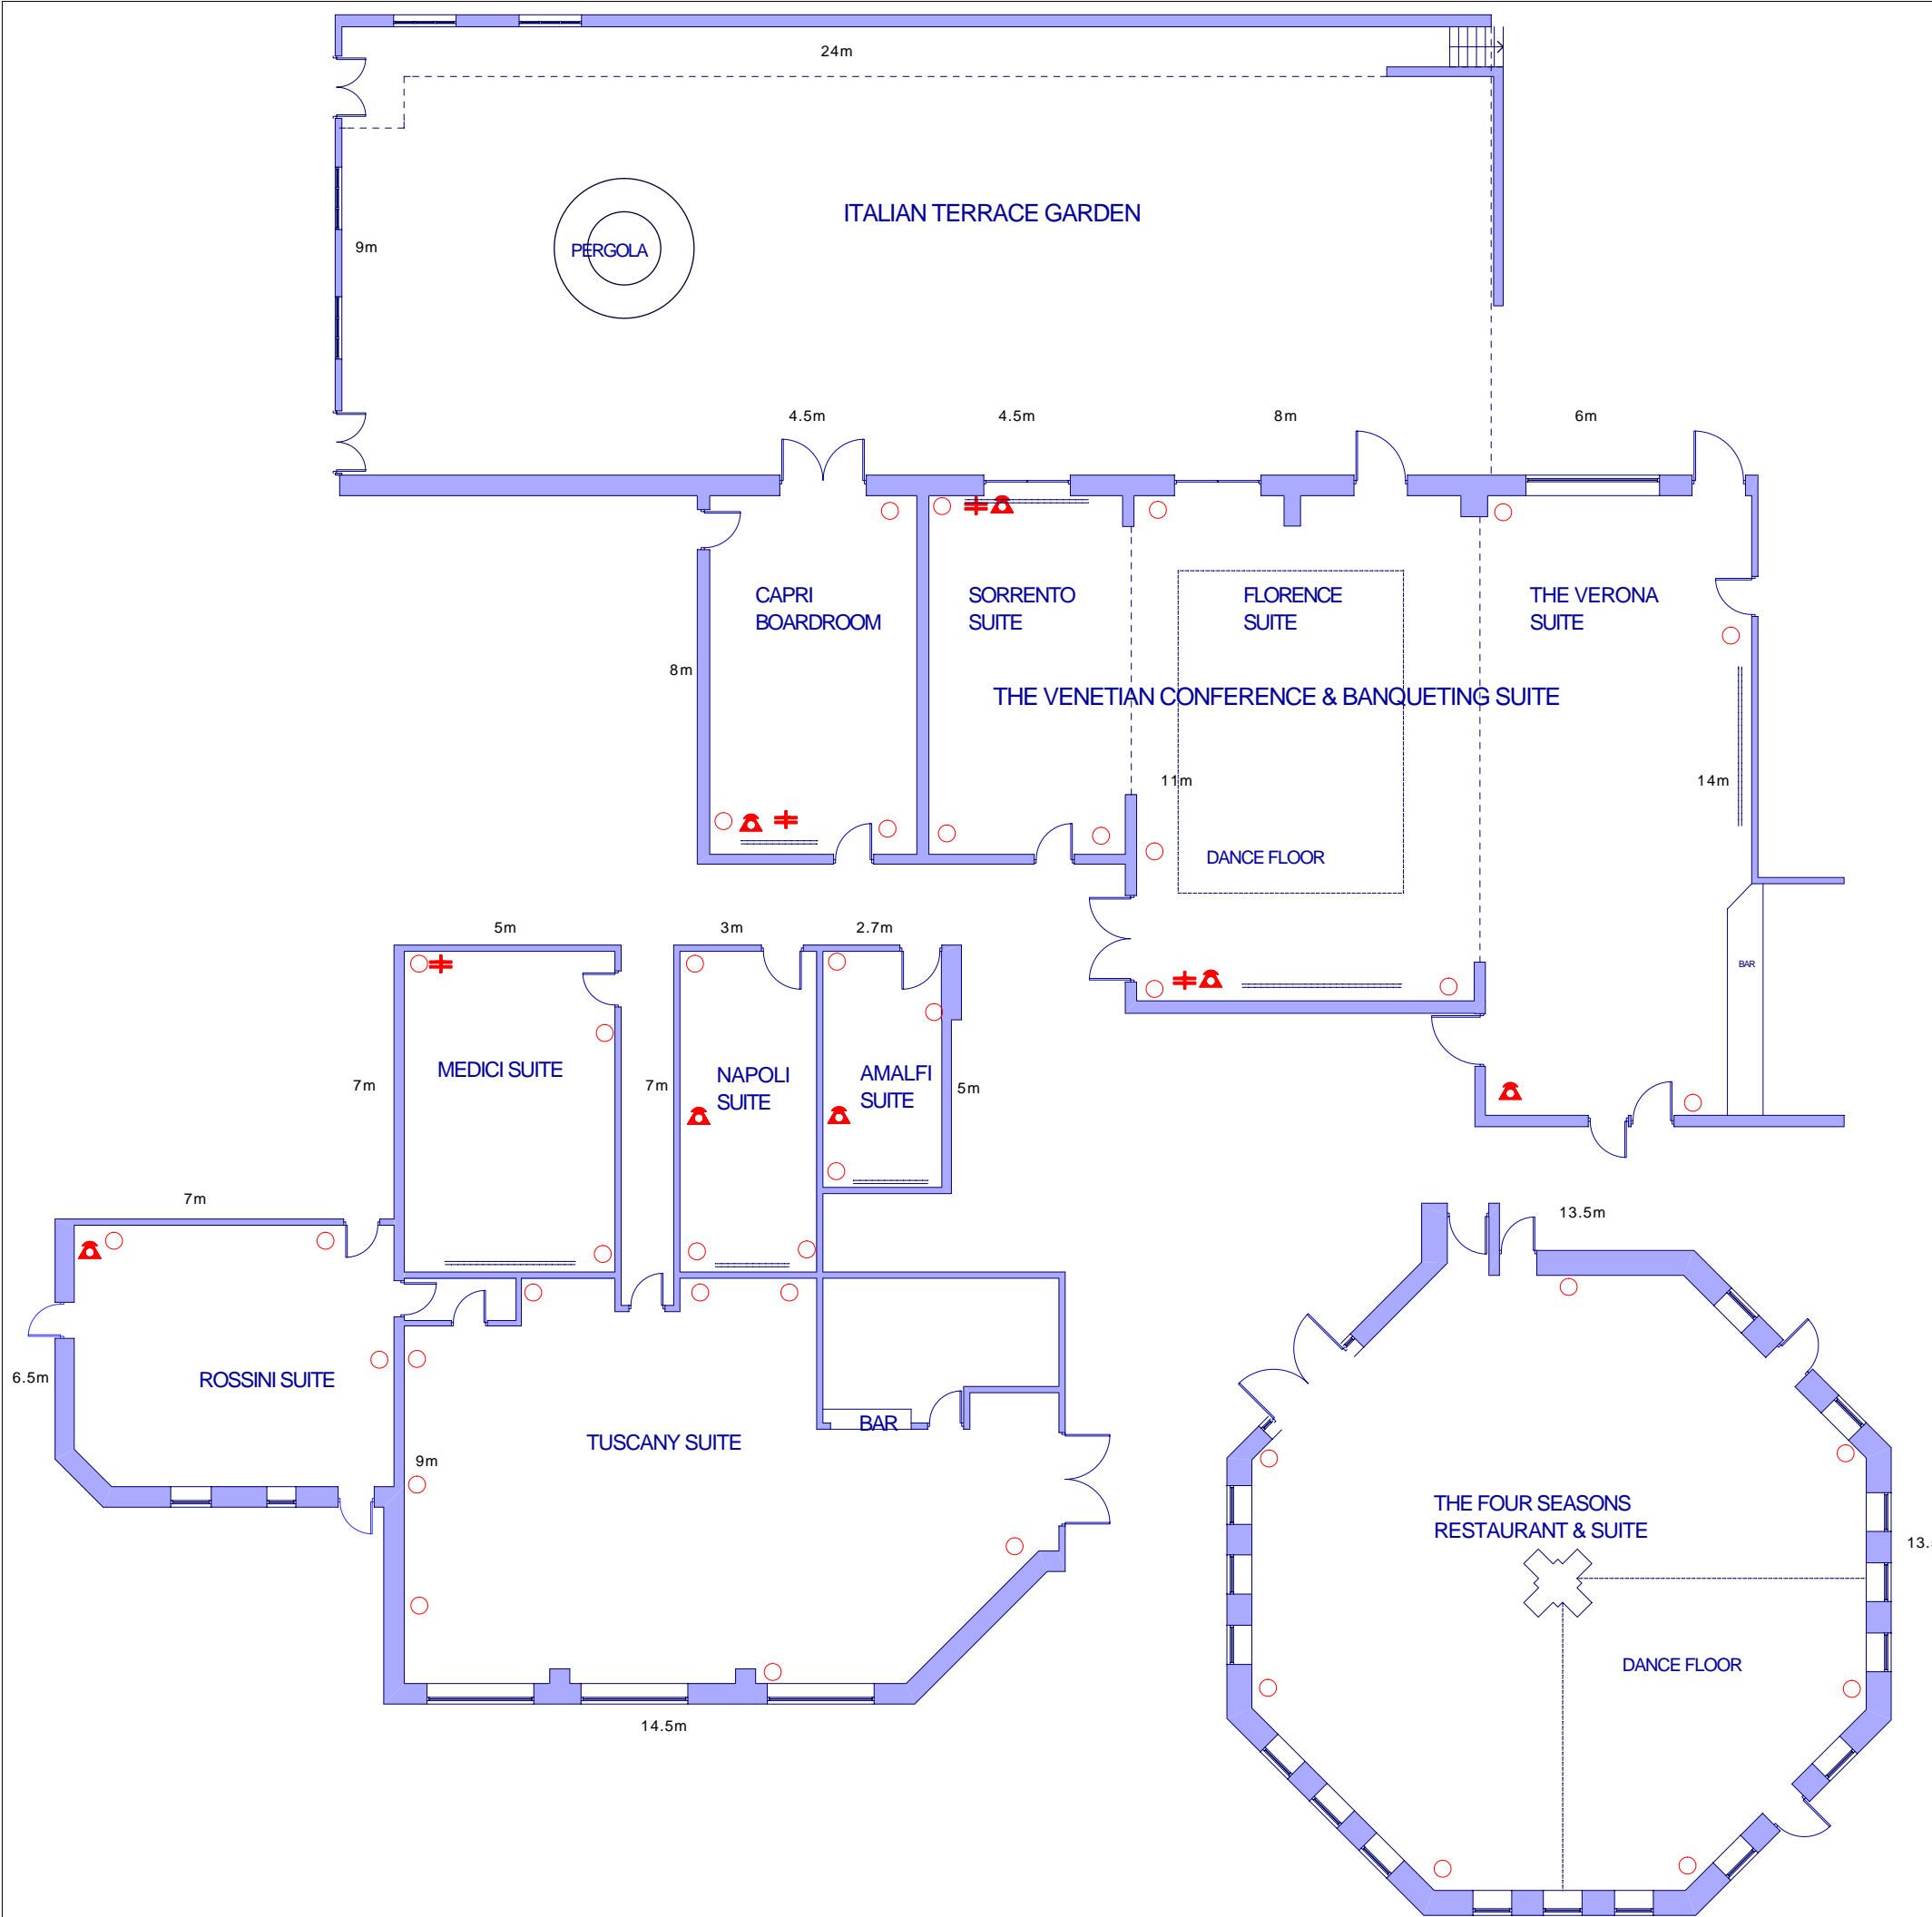 24m
ITALIAN TERRACE GARDEN
9m
PERGOLA
4.5m
4.5m
8m
6m
CAPRI
BOARDROOM
SORRENTO
SUITE
FLORENCE
SUITE
THE VERONA
SUITE
8m
THE VENETIAN CONFERENCE & BANQUETING SUITE
11m
14m
DANCE FLOOR
BAR
5m
3m
2.7m
MEDICI SUITE
NAPOLI
SUITE
AMALFI
SUITE
7m
7m
5m
7m
13.5m
6.5m
ROSSINI SUITE
BAR
TUSCANY SUITE
9m
THE FOUR SEASONS
RESTAURANT & SUITE
13.
DANCE FLOOR
14.5m